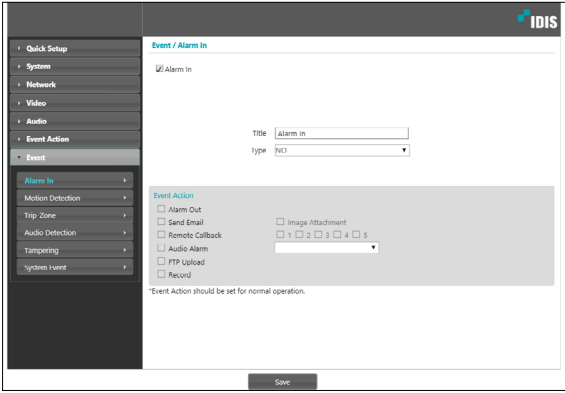 IDIS
Quick Setup
System
Network
Video
Audio
Event Action
Event
Alarm In
Motion Detection
Trip-Zone
Audio Detection
Tampering
System Event
Event / Alarm In
Alarm In
Title Alarm In
Type NO
Event Action
Alarm Out
Send Email Image Attachment
Remote Callback 1 2 3 4 5
Audio Alarm
FTP Upload
Record
*Event Action should be set for normal operation.
Save